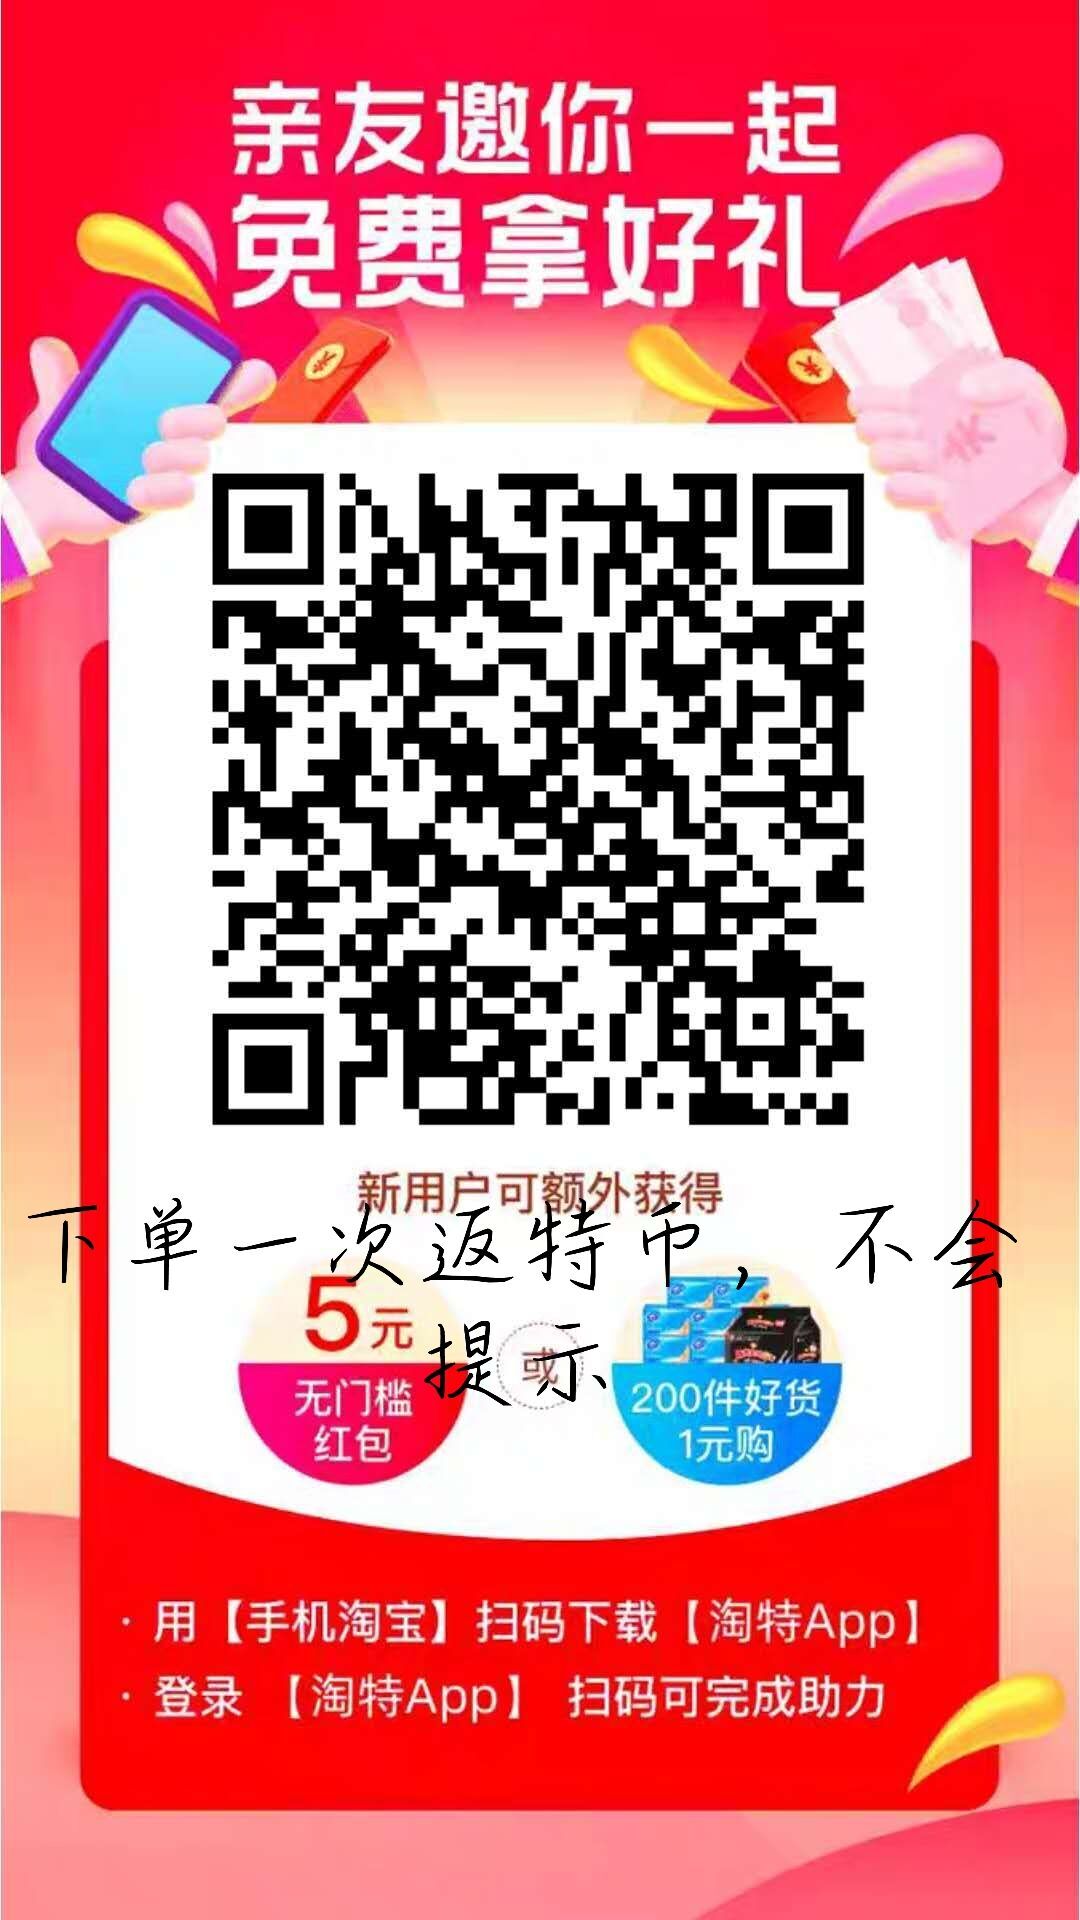 亲友邀你一起
免费拿好礼
新用户可额外获得
下单一次返特币，不会
提示
5元
无门槛
红包
或
200件好货
1元购
· 用【手机淘宝】扫码下载【淘特App】
· 登录【淘特App】扫码可完成助力